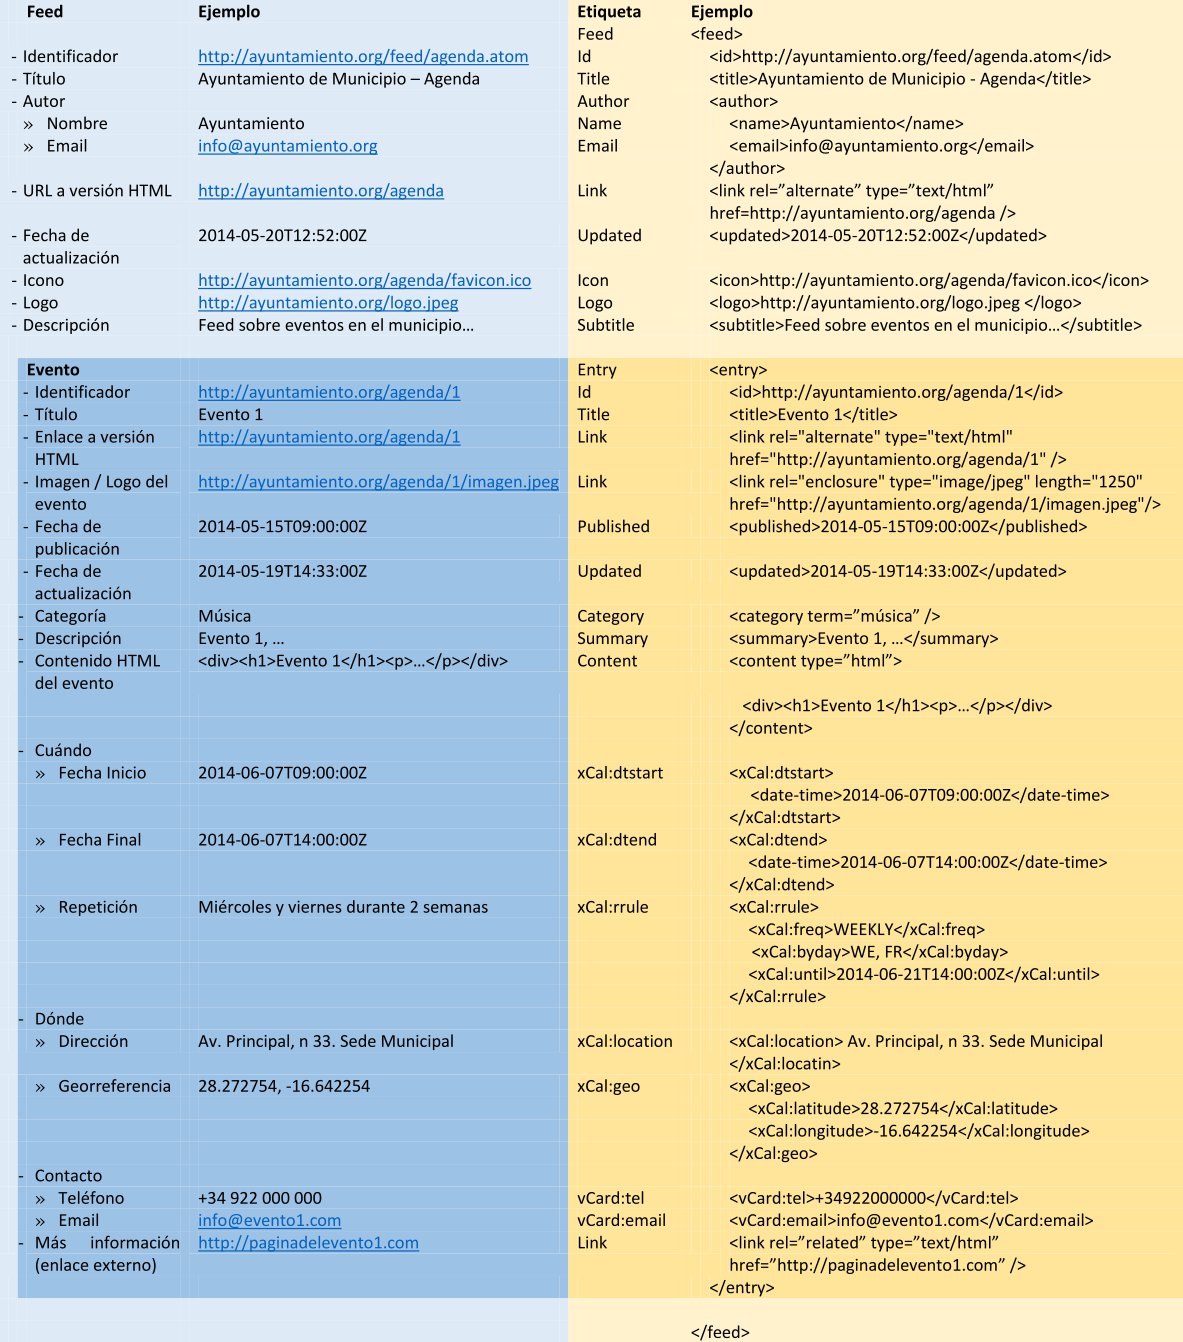 Feed Ejemplo Etiqueta Ejemplo
Feed <feed>
- Identificador http://ayuntamiento.org/feed/agenda.atom Id <id>http://ayuntamiento.org/feed/agenda.atom</id>
- Título Ayuntamiento de Municipio – Agenda Title <title>Ayuntamiento de Municipio - Agenda</title>
- Autor Author <author>
» Nombre Ayuntamiento Name <name>Ayuntamiento</name>
» Email info@ayuntamiento.org Email <email>info@ayuntamiento.org</email>
</author>
- URL a versión HTML http://ayuntamiento.org/agenda Link <link rel=”alternate” type=”text/html”
href=http://ayuntamiento.org/agenda />
- Fecha de 2014-05-20T12:52:00Z Updated <updated>2014-05-20T12:52:00Z</updated>
actualización
- Icono http://ayuntamiento.org/agenda/favicon.ico Icon <icon>http://ayuntamiento.org/agenda/favicon.ico</icon>
- Logo http://ayuntamiento.org/logo.jpeg Logo <logo>http://ayuntamiento.org/logo.jpeg </logo>
- Descripción Feed sobre eventos en el municipio... Subtitle <subtitle>Feed sobre eventos en el municipio...</subtitle>
Evento Entry <entry>
- Identificador http://ayuntamiento.org/agenda/1 Id <id>http://ayuntamiento.org/agenda/1</id>
- Título Evento 1 Title <title>Evento 1</title>
- Enlace a versión http://ayuntamiento.org/agenda/1 Link <link rel="alternate" type="text/html"
HTML href="http://ayuntamiento.org/agenda/1" />
- Imagen / Logo del http://ayuntamiento.org/agenda/1/imagen.jpeg Link <link rel="enclosure" type="image/jpeg" length="1250"
evento href="http://ayuntamiento.org/agenda/1/imagen.jpeg"/>
- Fecha de 2014-05-15T09:00:00Z Published <published>2014-05-15T09:00:00Z</published>
publicación
- Fecha de 2014-05-19T14:33:00Z Updated <updated>2014-05-19T14:33:00Z</updated>
actualización
- Categoría Música Category <category term=”música” />
- Descripción Evento 1, ... Summary <summary>Evento 1, ...</summary>
- Contenido HTML <div><h1>Evento 1</h1><p>...</p></div> Content <content type=”html”>
del evento
<div><h1>Evento 1</h1><p>...</p></div>
</content>
- Cuándo
» Fecha Inicio 2014-06-07T09:00:00Z xCal:dtstart <xCal:dtstart>
<date-time>2014-06-07T09:00:00Z</date-time>
</xCal:dtstart>
» Fecha Final 2014-06-07T14:00:00Z xCal:dtend <xCal:dtend>
<date-time>2014-06-07T14:00:00Z</date-time>
</xCal:dtend>
» Repetición Miércoles y viernes durante 2 semanas xCal:rrule <xCal:rrule>
<xCal:freq>WEEKLY</xCal:freq>
<xCal:byday>WE, FR</xCal:byday>
<xCal:until>2014-06-21T14:00:00Z</xCal:until>
</xCal:rrule>
- Dónde
» Dirección Av. Principal, n 33. Sede Municipal xCal:location <xCal:location> Av. Principal, n 33. Sede Municipal
</xCal:locatin>
» Georreferencia 28.272754, -16.642254 xCal:geo <xCal:geo>
<xCal:latitude>28.272754</xCal:latitude>
<xCal:longitude>-16.642254</xCal:longitude>
</xCal:geo>
- Contacto
» Teléfono +34 922 000 000 vCard:tel <vCard:tel>+34922000000</vCard:tel>
» Email info@evento1.com vCard:email <vCard:email>info@evento1.com</vCard:email>
- Más información http://paginadelevento1.com Link <link rel=”related” type=”text/html”
(enlace externo) href=”http://paginadelevento1.com” />
</entry>
</feed>